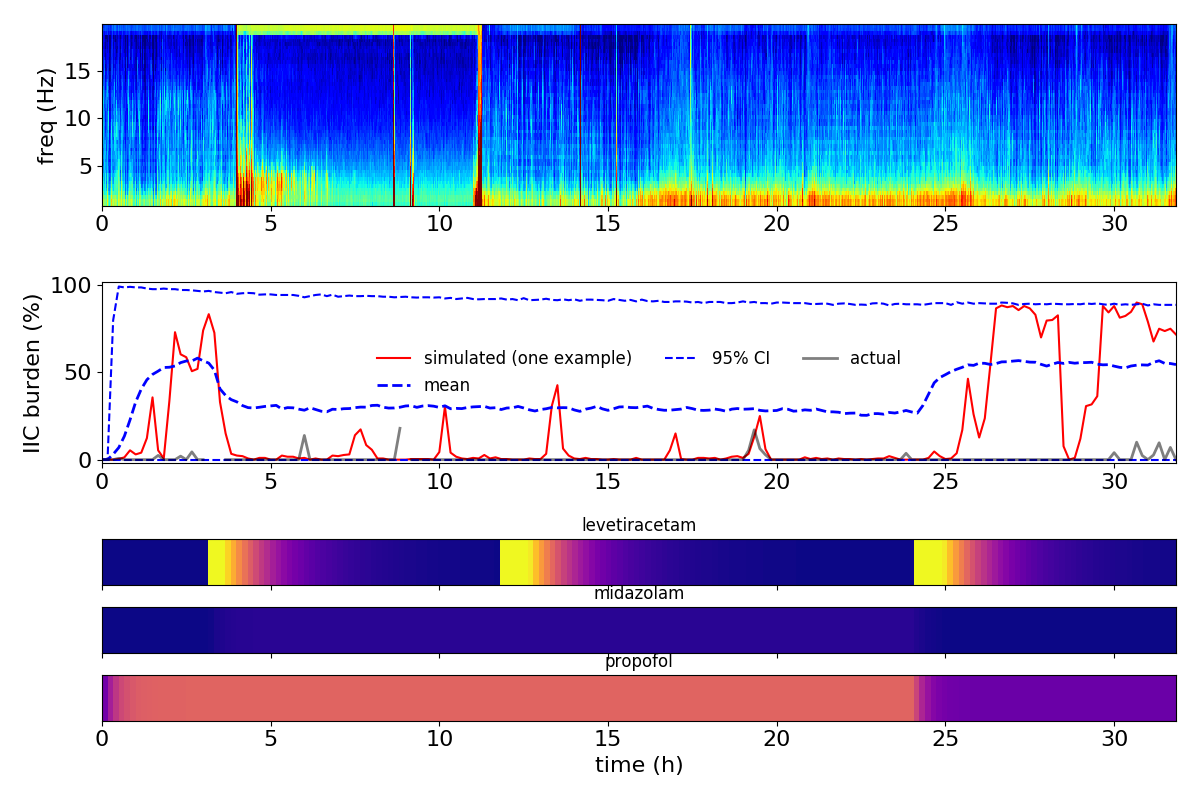 freq (Hz)
15
10
5
0 5 10 15 20 25 30
IIC burden (%)
100
50
0
simulated (one example) 95% CI actual
mean
0 5 10 15 20 25 30
levetiracetam
midazolam
propofol
0 5 10 15 20 25 30
time (h)